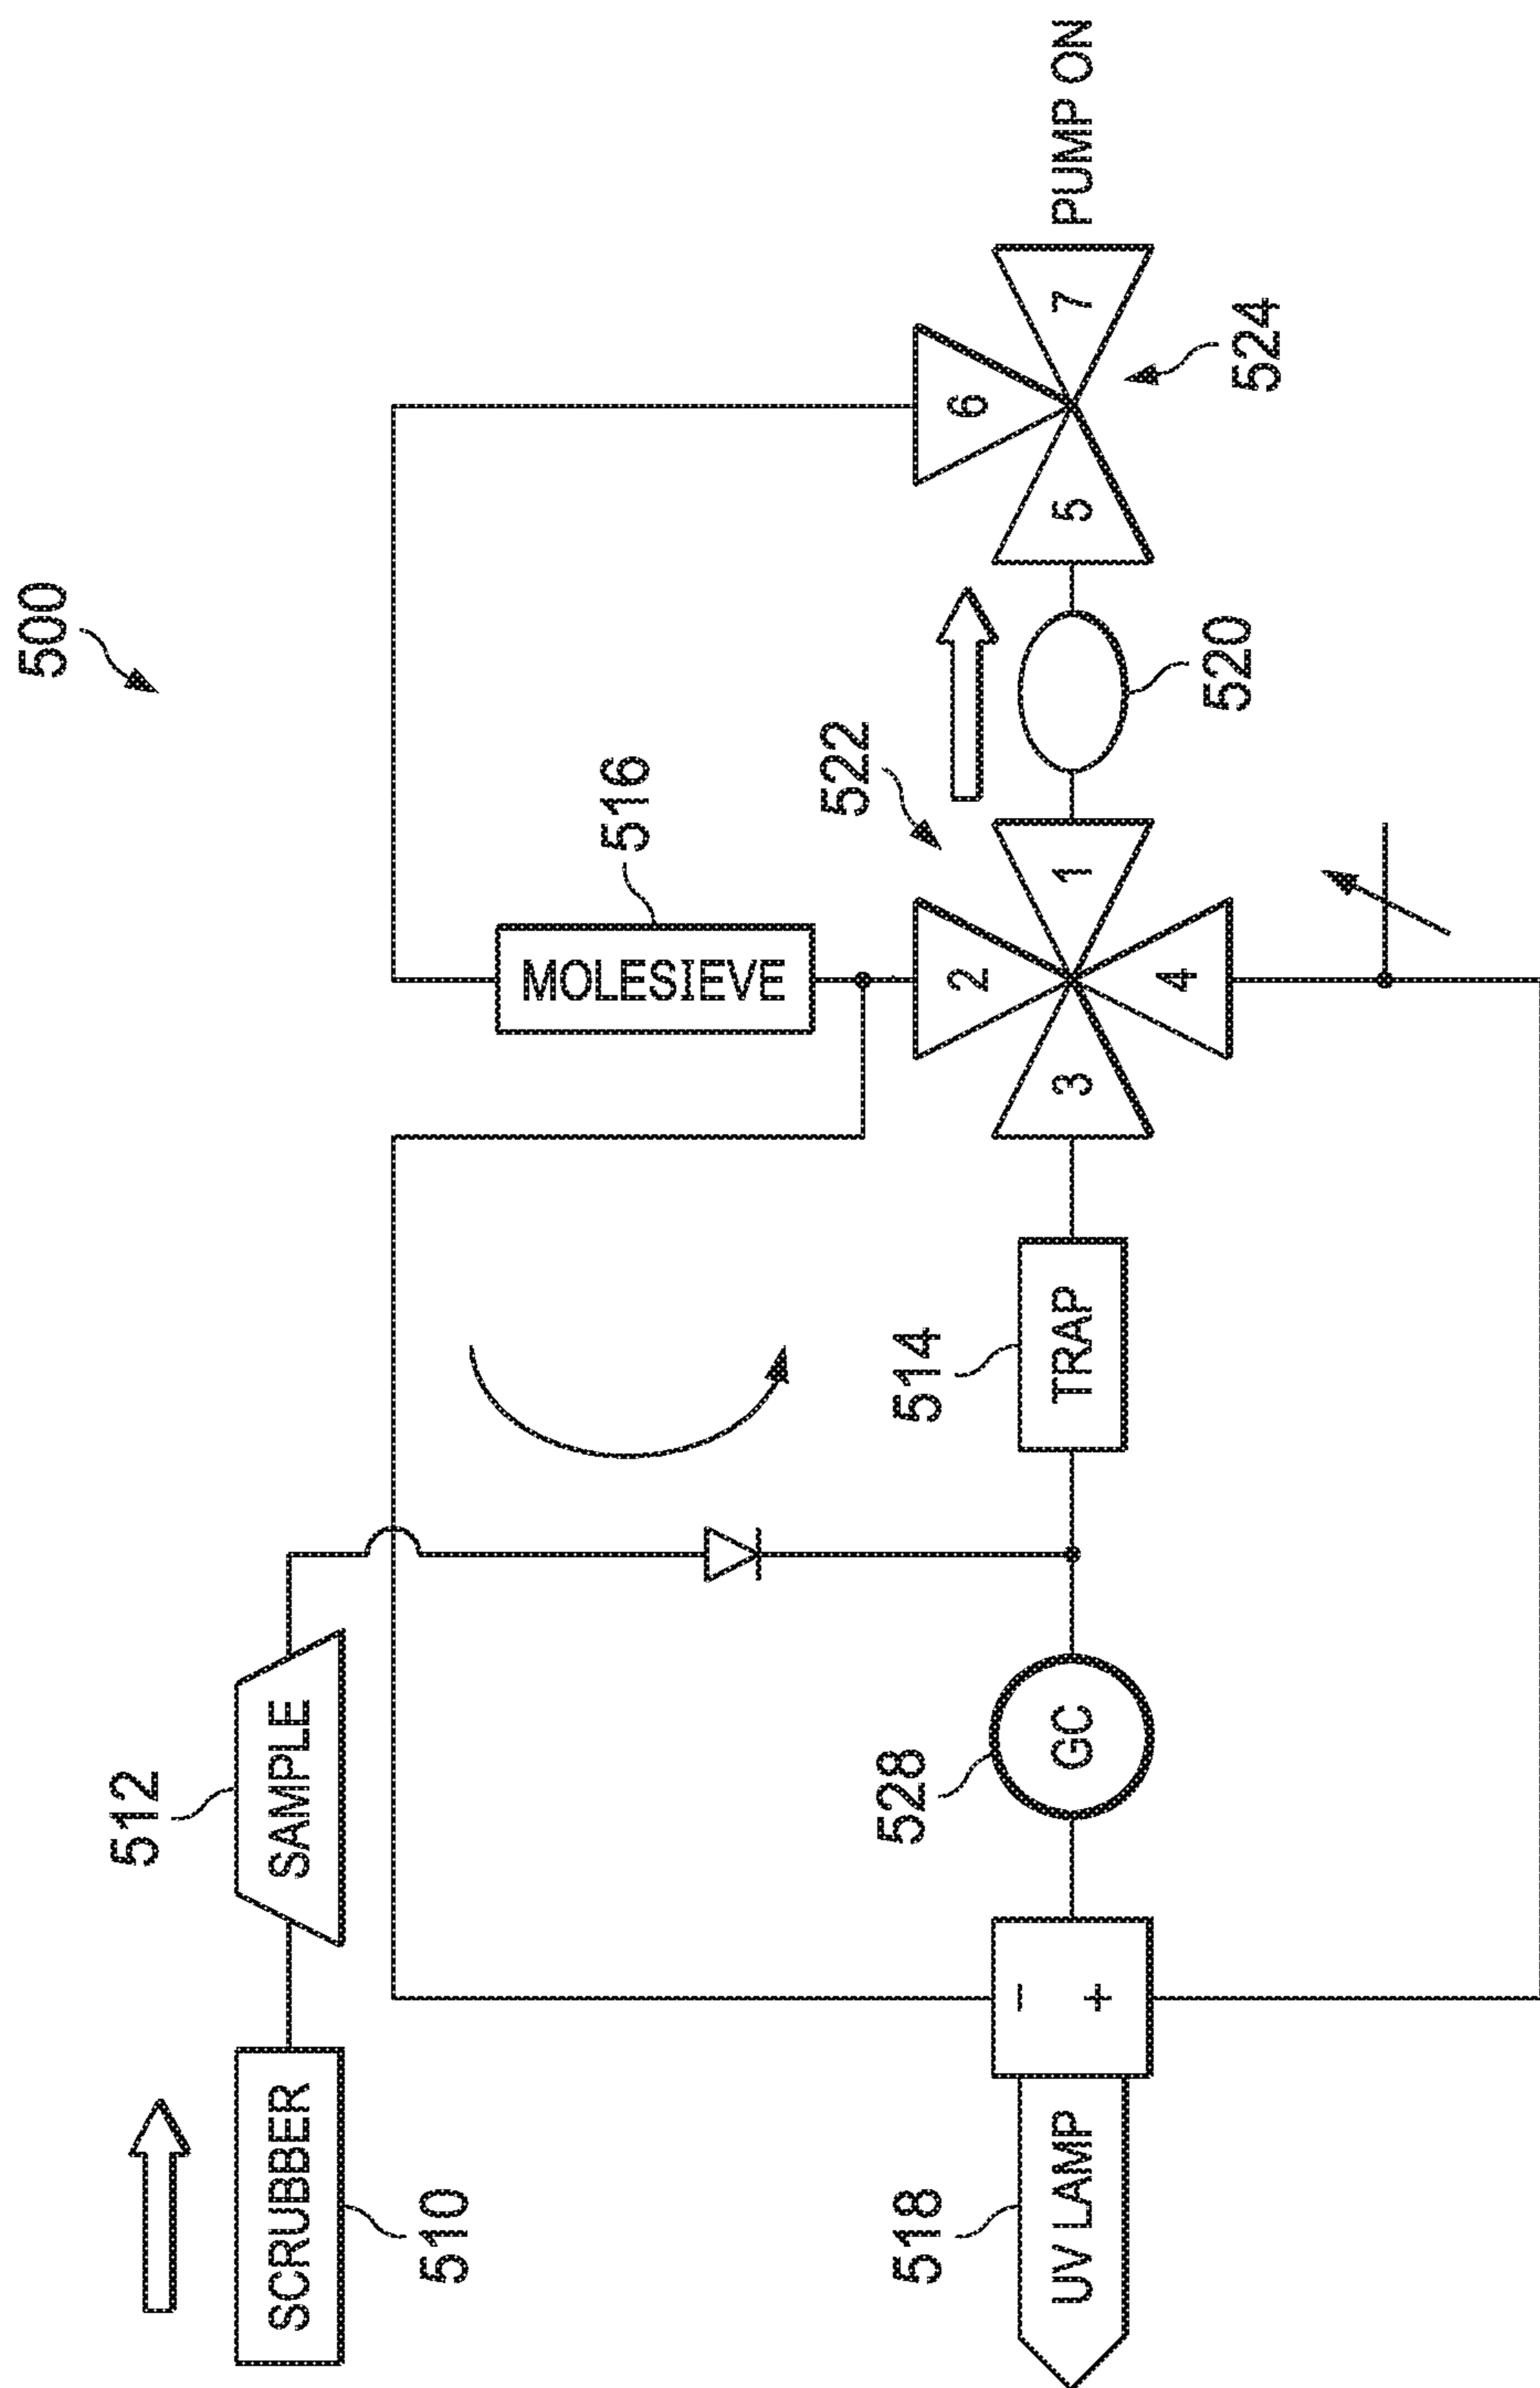 500
SCRUBBER
510
512
SAMPLE
516
MOLESIEVE
522
518
UV LAMP
−
+
528
GC
514
TRAP
3
2
1
4
520
5
6
7
524
PUMP ON